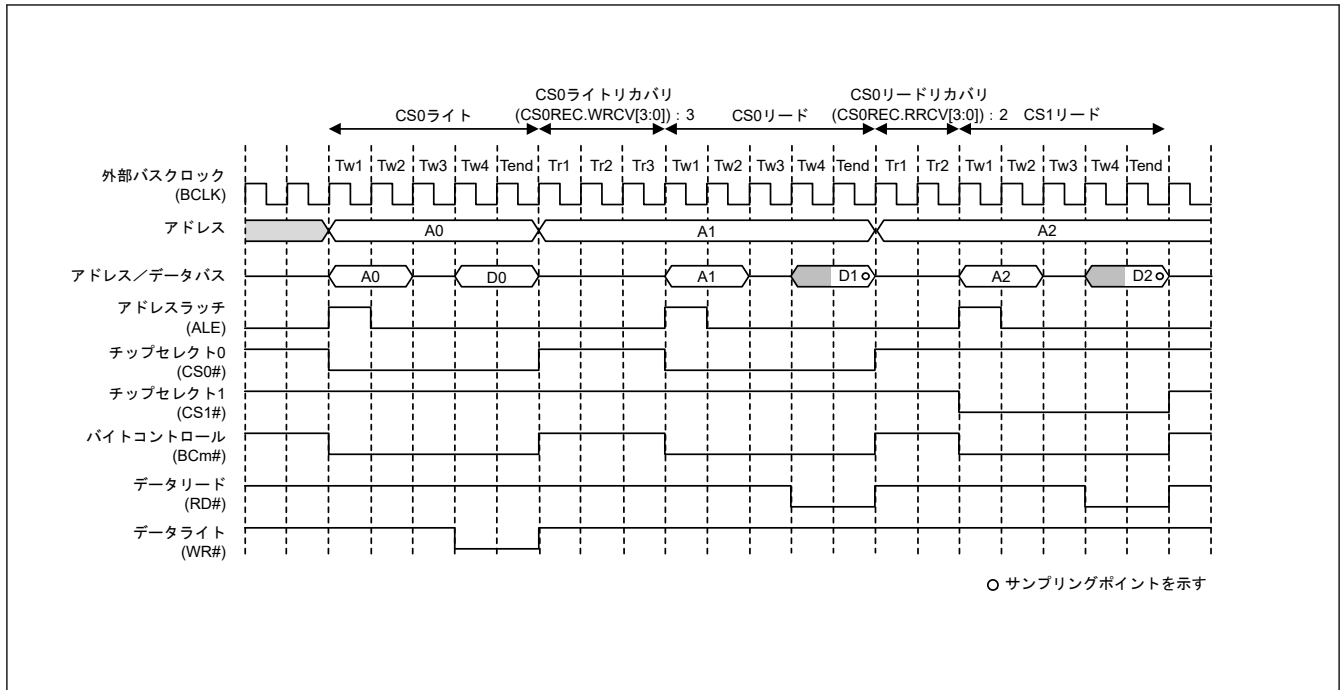 CS0ライトリカバリ
CS0リードリカバリ
CS0ライト (CS0REC.WRCV[3:0])：3 CS0リード (CS0REC.RRCV[3:0])：2 CS1リード
Tw1 Tw2 Tw3 Tw4 Tend Tr1 Tr2 Tr3 Tw1 Tw2 Tw3 Tw4 Tend Tr1 Tr2 Tw1 Tw2 Tw3 Tw4 Tend
外部バスクロック
(BCLK)
アドレス A0 A1 A2
アドレス／データバス A0 D0 A1 D1 A2 D2
アドレスラッチ
(ALE)
チップセレクト0
(CS0#)
チップセレクト1
(CS1#)
バイトコントロール
(BCm#)
データリード
(RD#)
データライト
(WR#)
サンプリングポイントを示す